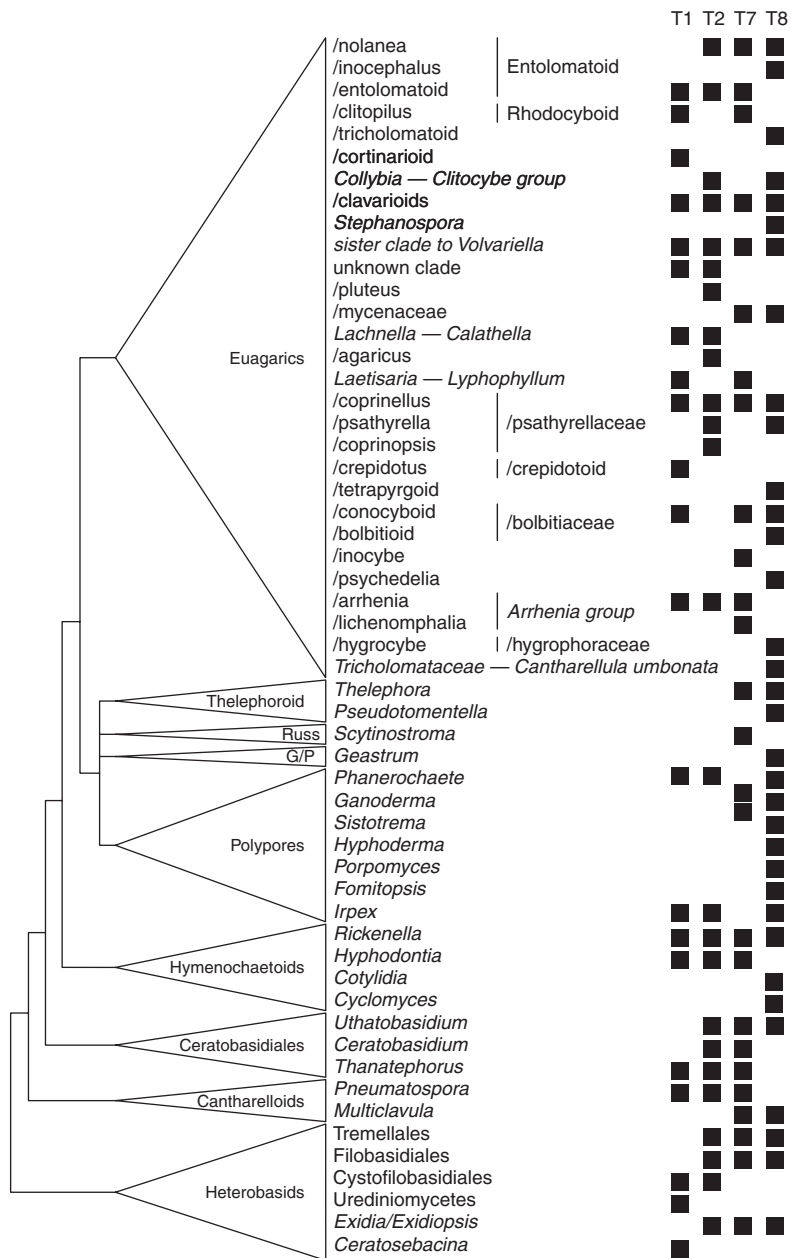 T1 T2 T7 T8
/nolanea
/inocephalus
/entolomatoid
Entolomatoid
/clitopilus
Rhodocyboid
/tricholomatoid
/cortinarioid
Collybia — Clitocybe group
/clavarioids
Stephanospora
sister clade to Volvariella
unknown clade
/pluteus
/mycenaceae
Lachnella — Calathella
/agaricus
Laetisaria — Lyphophyllum
/coprinellus
/psathyrella
/coprinopsis
/psathyrellaceae
/crepidotus
/crepidotoid
/tetrapyrgoid
/conocyboid
/bolbitioid
/bolbitiaceae
/inocybe
/psychedelia
/arrhenia
/lichenomphalia
Arrhenia group
/hygrocybe
/hygrophoraceae
Tricholomataceae — Cantharellula umbonata
Euagarics
Thelephora
Pseudotomentella
Thelephoroid
Russ
Scytinostroma
G/P
Geastrum
Phanerochaete
Ganoderma
Sistotrema
Hyphoderma
Porpomyces
Fomitopsis
Irpex
Polypores
Rickenella
Hyphodontia
Cotylidia
Cyclomyces
Hymenochaetoids
Uthatobasidium
Ceratobasidium
Thanatephorus
Ceratobasidiales
Pneumatospora
Multiclavula
Cantharelloids
Tremellales
Filobasidiales
Cystofilobasidiales
Urediniomycetes
Exidia/Exidiopsis
Ceratosebacina
Heterobasids